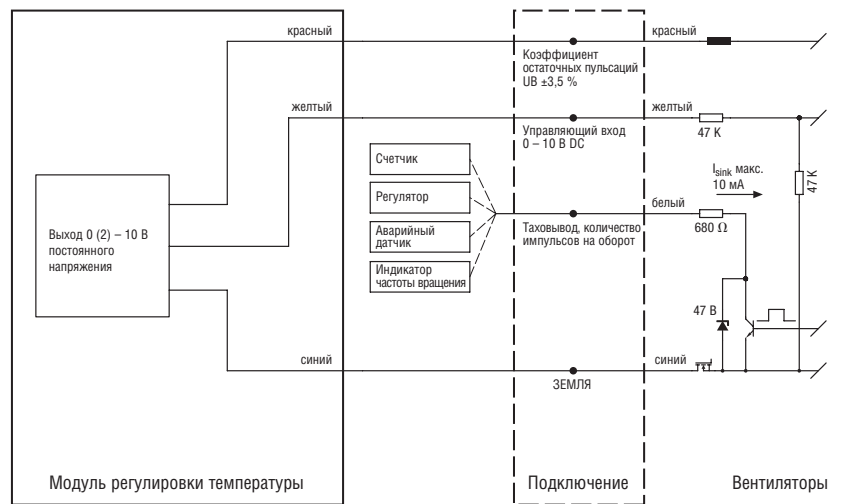 красный
красный
Коэффициент
остаточных пульсаций
UB ±3,5 %
желтый
желтый
47 K
Управляющий вход
0 – 10 В DC
Счетчик
Регулятор
Аварийный
датчик
Индикатор
частоты вращения
I sink макс.
10 мА
47 K
белый
680 Ω
Таховывод, количество
импульсов на оборот
Выход 0 (2) – 10 В
постоянного
напряжения
47 В
синий
синий
ЗЕМЛЯ
Модуль регулировки температуры
Подключение
Вентиляторы